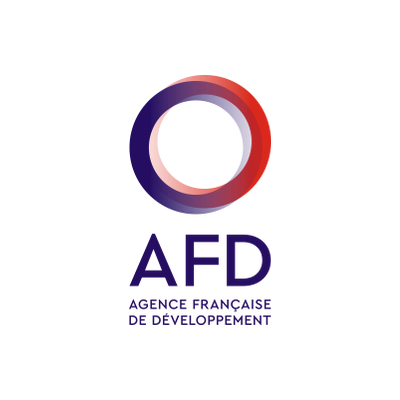 AFD
AGENCE FRANÇAISE
DE DÉVELOPPEMENT